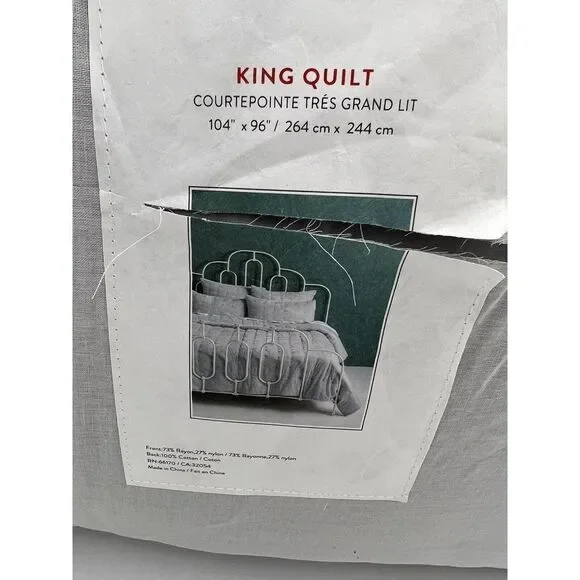 KING QUILT
COURTEPOINTE TRÉS GRAND LIT
104" x 96" / 264 cm x 244 cm
Front:73% Rayon,27% nylon / 73% Rayonne,27% nylon
Back:100% Cotton / Coton
RN-66170 / CA:32054
Made in China / Fait en Chine